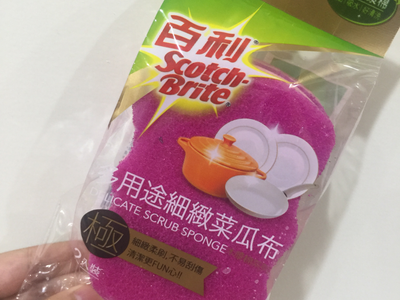 百利
Scotch-
Brite
多用途細緻菜瓜布
DELICATE SCRUB SPONGE
極
細緻柔刷,不易刮傷
清潔更FUN心!!